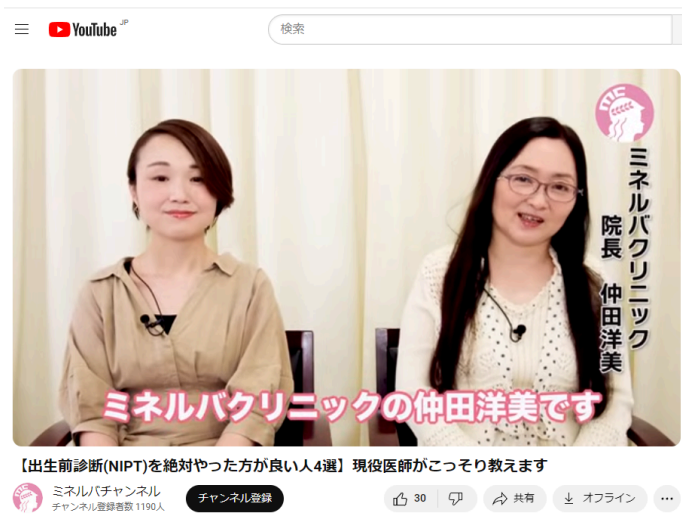 YouTube JP
検索
mc
ミネルバクリニック
院長 仲田洋美
ミネルバクリニックの仲田洋美です
【出生前診断(NIPT)を絶対やった方が良い人4選】現役医師がこっそり教えます
ミネルバチャンネル
チャンネル登録者数 1190人
チャンネル登録
30
共有
オフライン